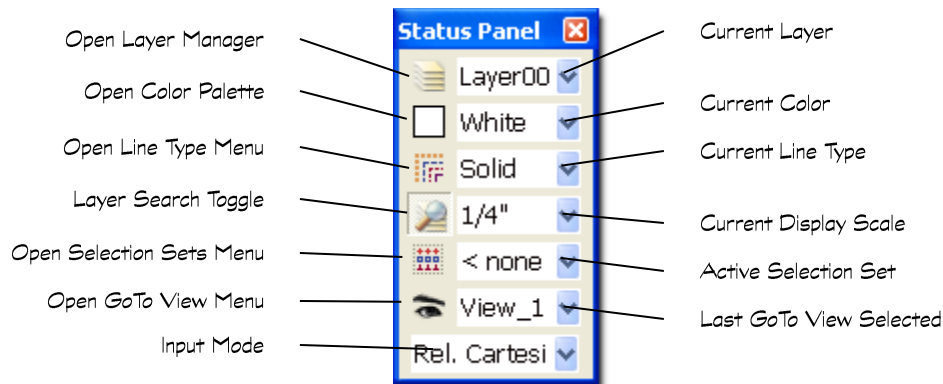 Status Panel
Open Layer Manager
Layer00
Current Layer
Open Color Palette
White
Current Color
Open Line Type Menu
Solid
Current Line Type
Layer Search Toggle
1/4"
Current Display Scale
Open Selection Sets Menu
< none
Active Selection Set
Open GoTo View Menu
View_1
Last GoTo View Selected
Input Mode
Rel. Cartesi